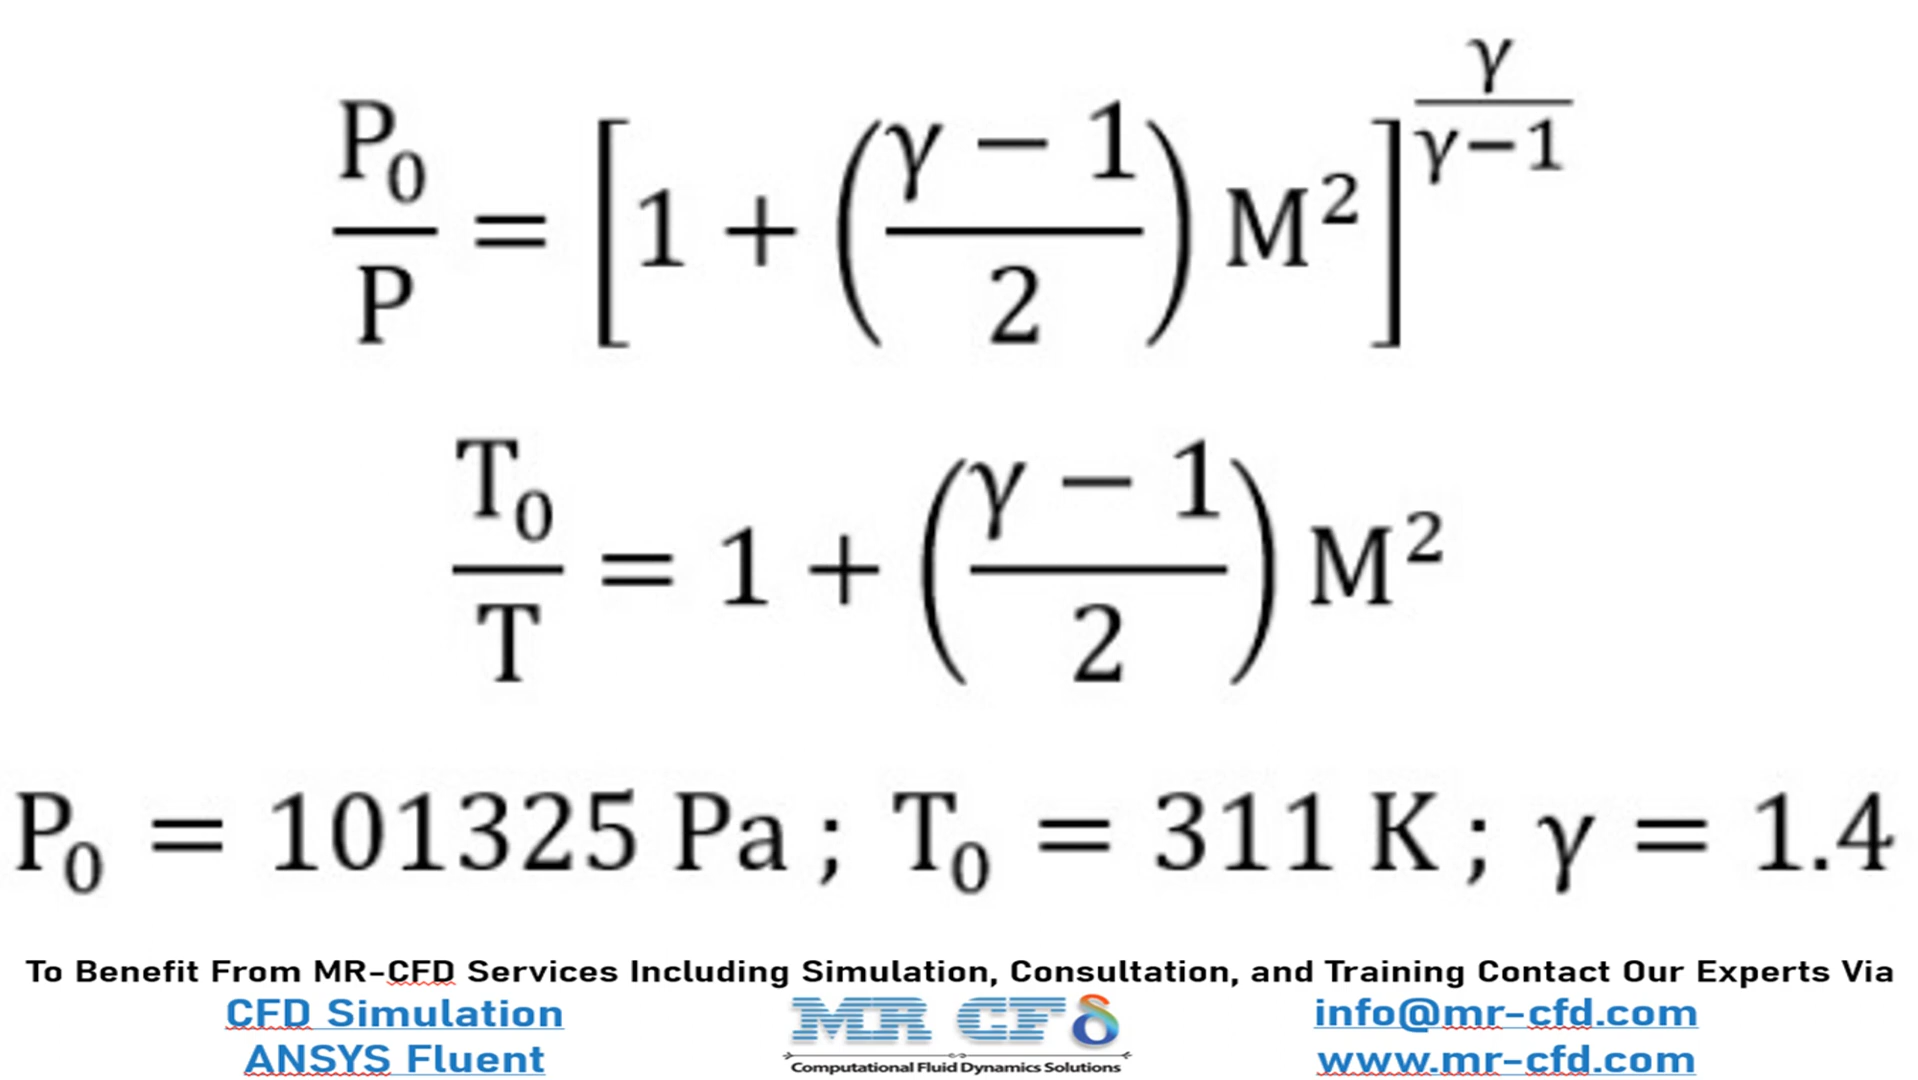 P₀/P = [1 + ((γ − 1)/2) M²]^(γ/(γ−1))
T₀/T = 1 + ((γ − 1)/2) M²
P₀ = 101325 Pa ; T₀ = 311 K ; γ = 1.4
To Benefit From MR-CFD Services Including Simulation, Consultation, and Training Contact Our Experts Via
CFD Simulation
ANSYS Fluent
MR CFδ
Computational Fluid Dynamics Solutions
info@mr-cfd.com
www.mr-cfd.com